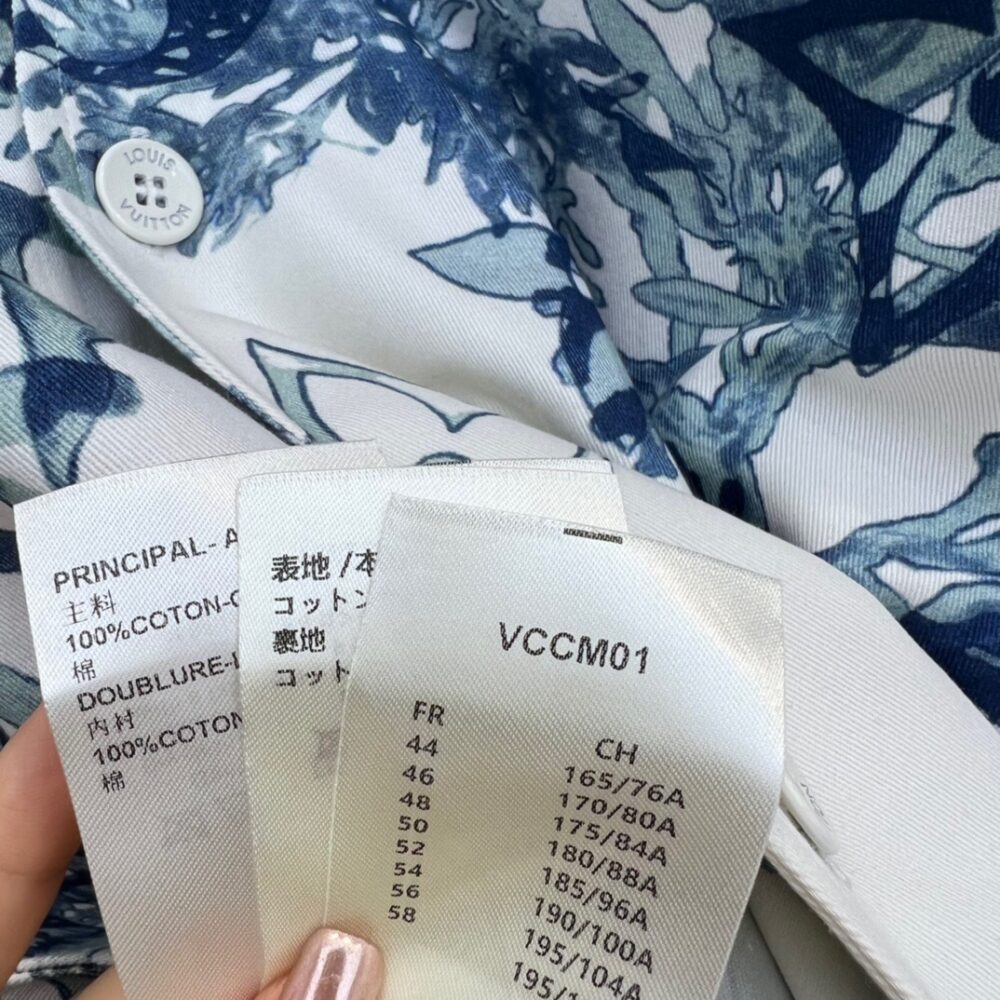 LOUIS
VUITTON
PRINCIPAL-
主料
100%COTON-
棉
DOUBLURE-
内衬
100%COTON
棉
表地 /本
コットン
裏地
コット
VCCM01
FR
44
46
48
50
52
54
56
58
CH
165/76A
170/80A
175/84A
180/88A
185/96A
190/100A
195/104A
195/1